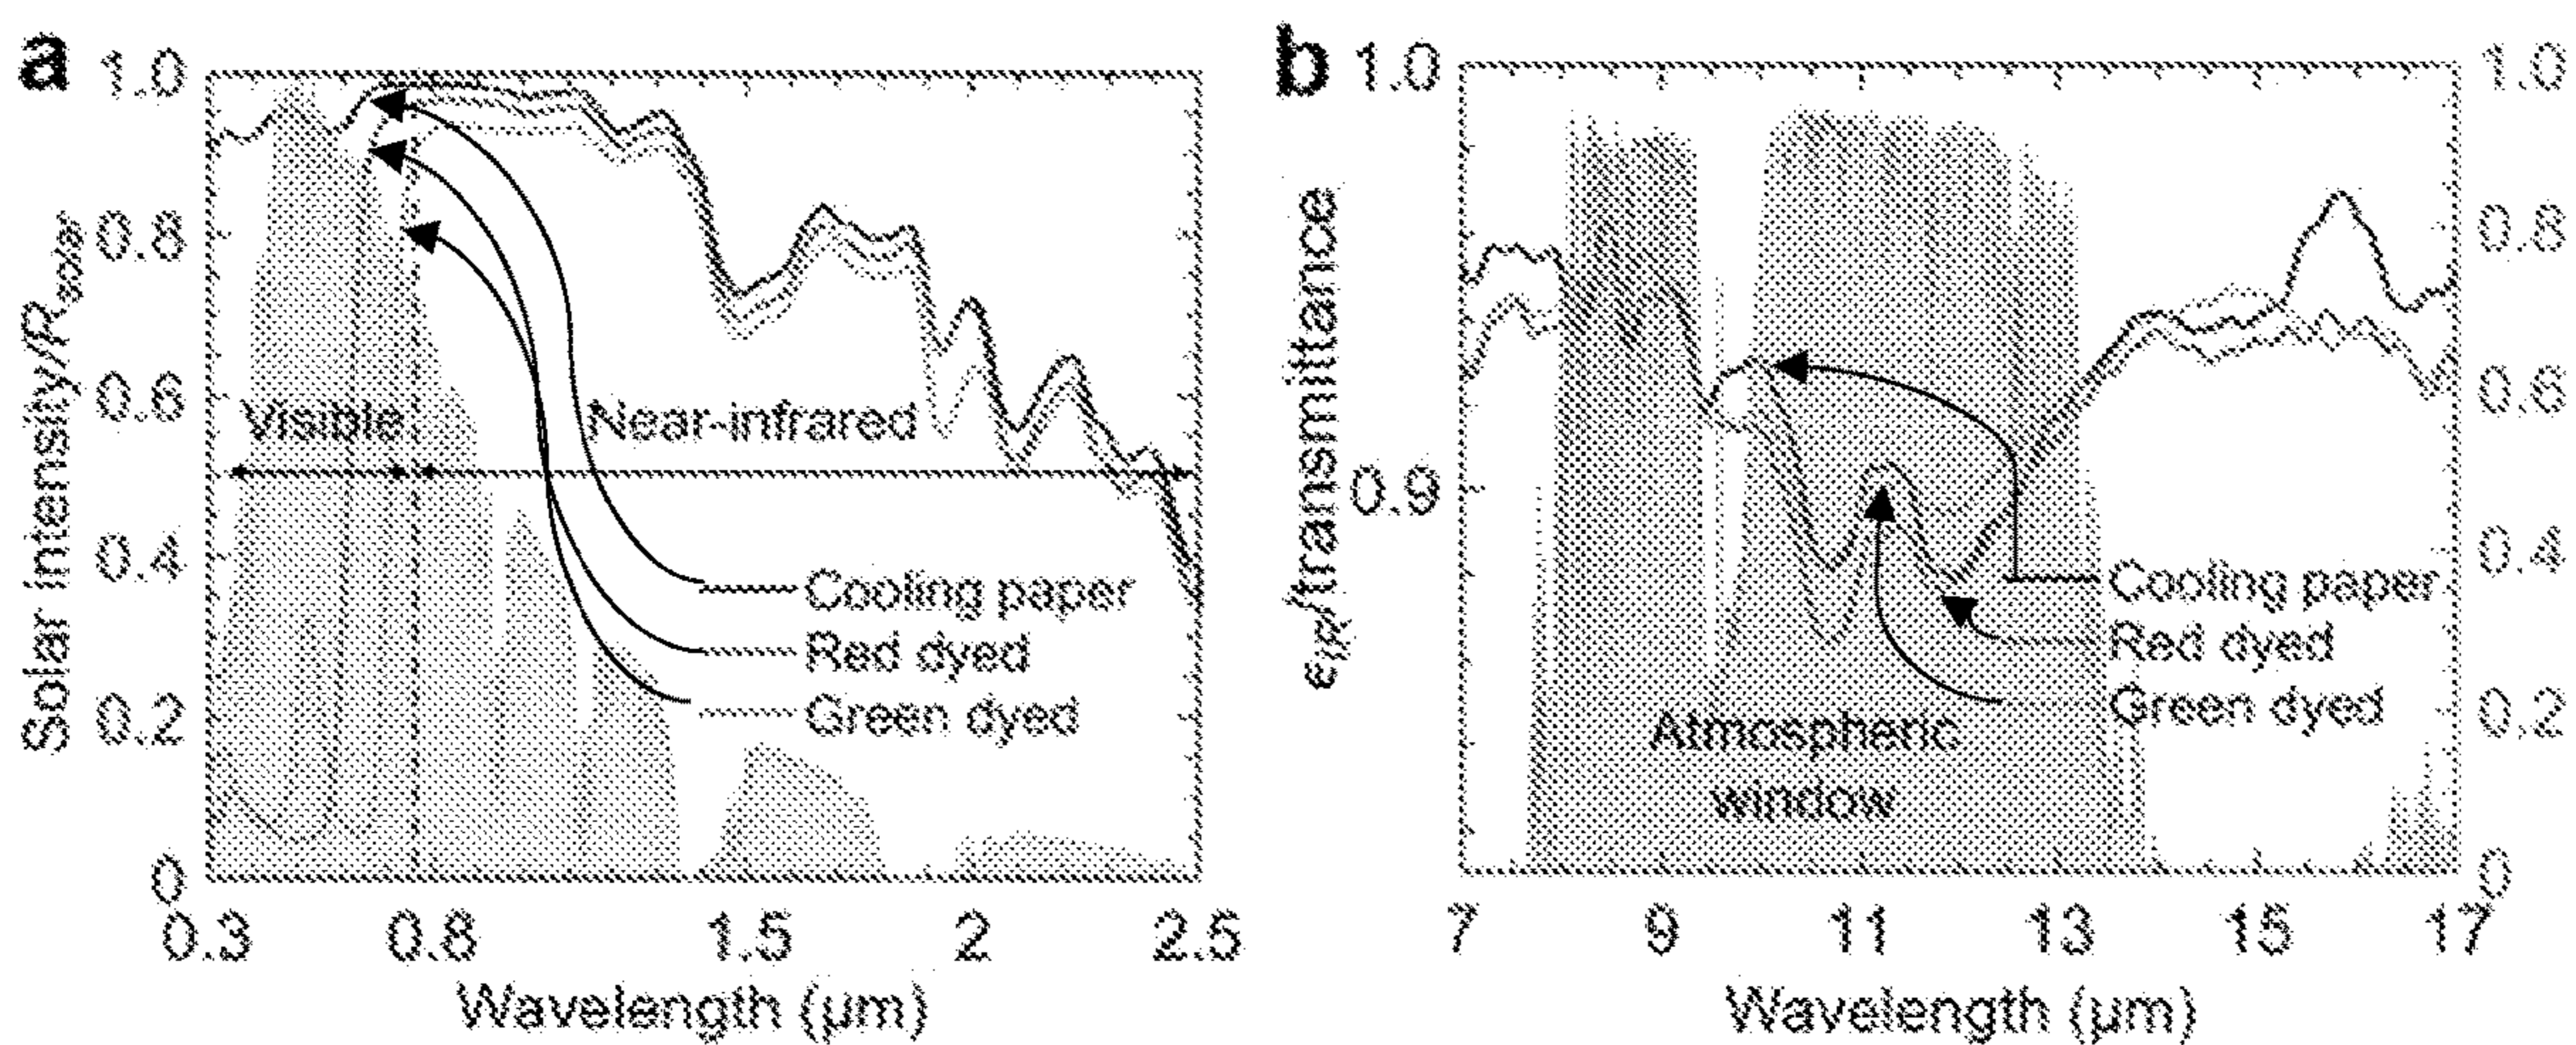 a
1.0
0.8
0.6
0.4
0.2
0
Solar intensity/R_solar
Visible
Near-infrared
Cooling paper
Red dyed
Green dyed
0.3
0.8
1.5
2
2.5
Wavelength (µm)
b
1.0
0.9
ϵ_IR/transmittance
1.0
0.8
0.6
0.4
0.2
0
Cooling paper
Red dyed
Green dyed
Atmospheric
window
7
9
11
13
15
17
Wavelength (µm)